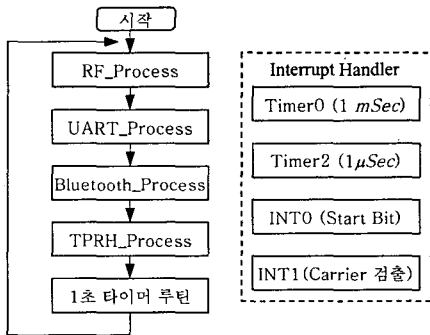 시작
RF_Process
UART_Process
Bluetooth_Process
TPRH_Process
1초 타이머 루틴
Interrupt Handler
Timer0 (1 mSec)
Timer2 (1μSec)
INT0 (Start Bit)
INT1(Carrier 검출)